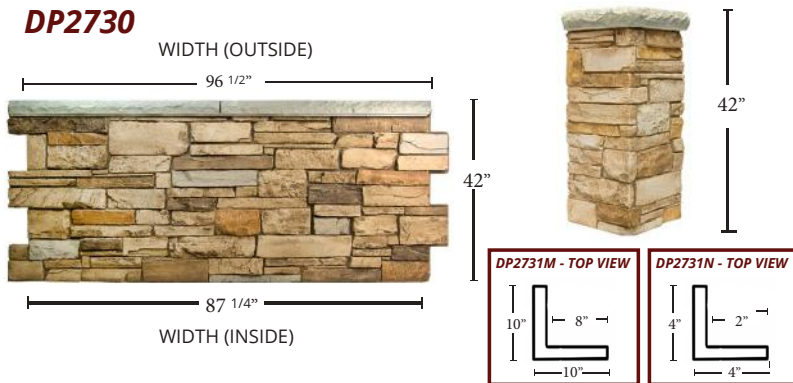 DP2730
WIDTH (OUTSIDE)
96 1/2”
42”
87 1/4”
WIDTH (INSIDE)
42”
DP2731M - TOP VIEW
10”
8”
10”
DP2731N - TOP VIEW
4”
2”
4”